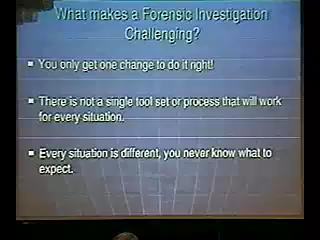 What makes a Forensic Investigation
Challenging?
You only get one change to do it right!
There is not a single tool set or process that will work
for every situation.
Every situation is different, you never know what to
expect.